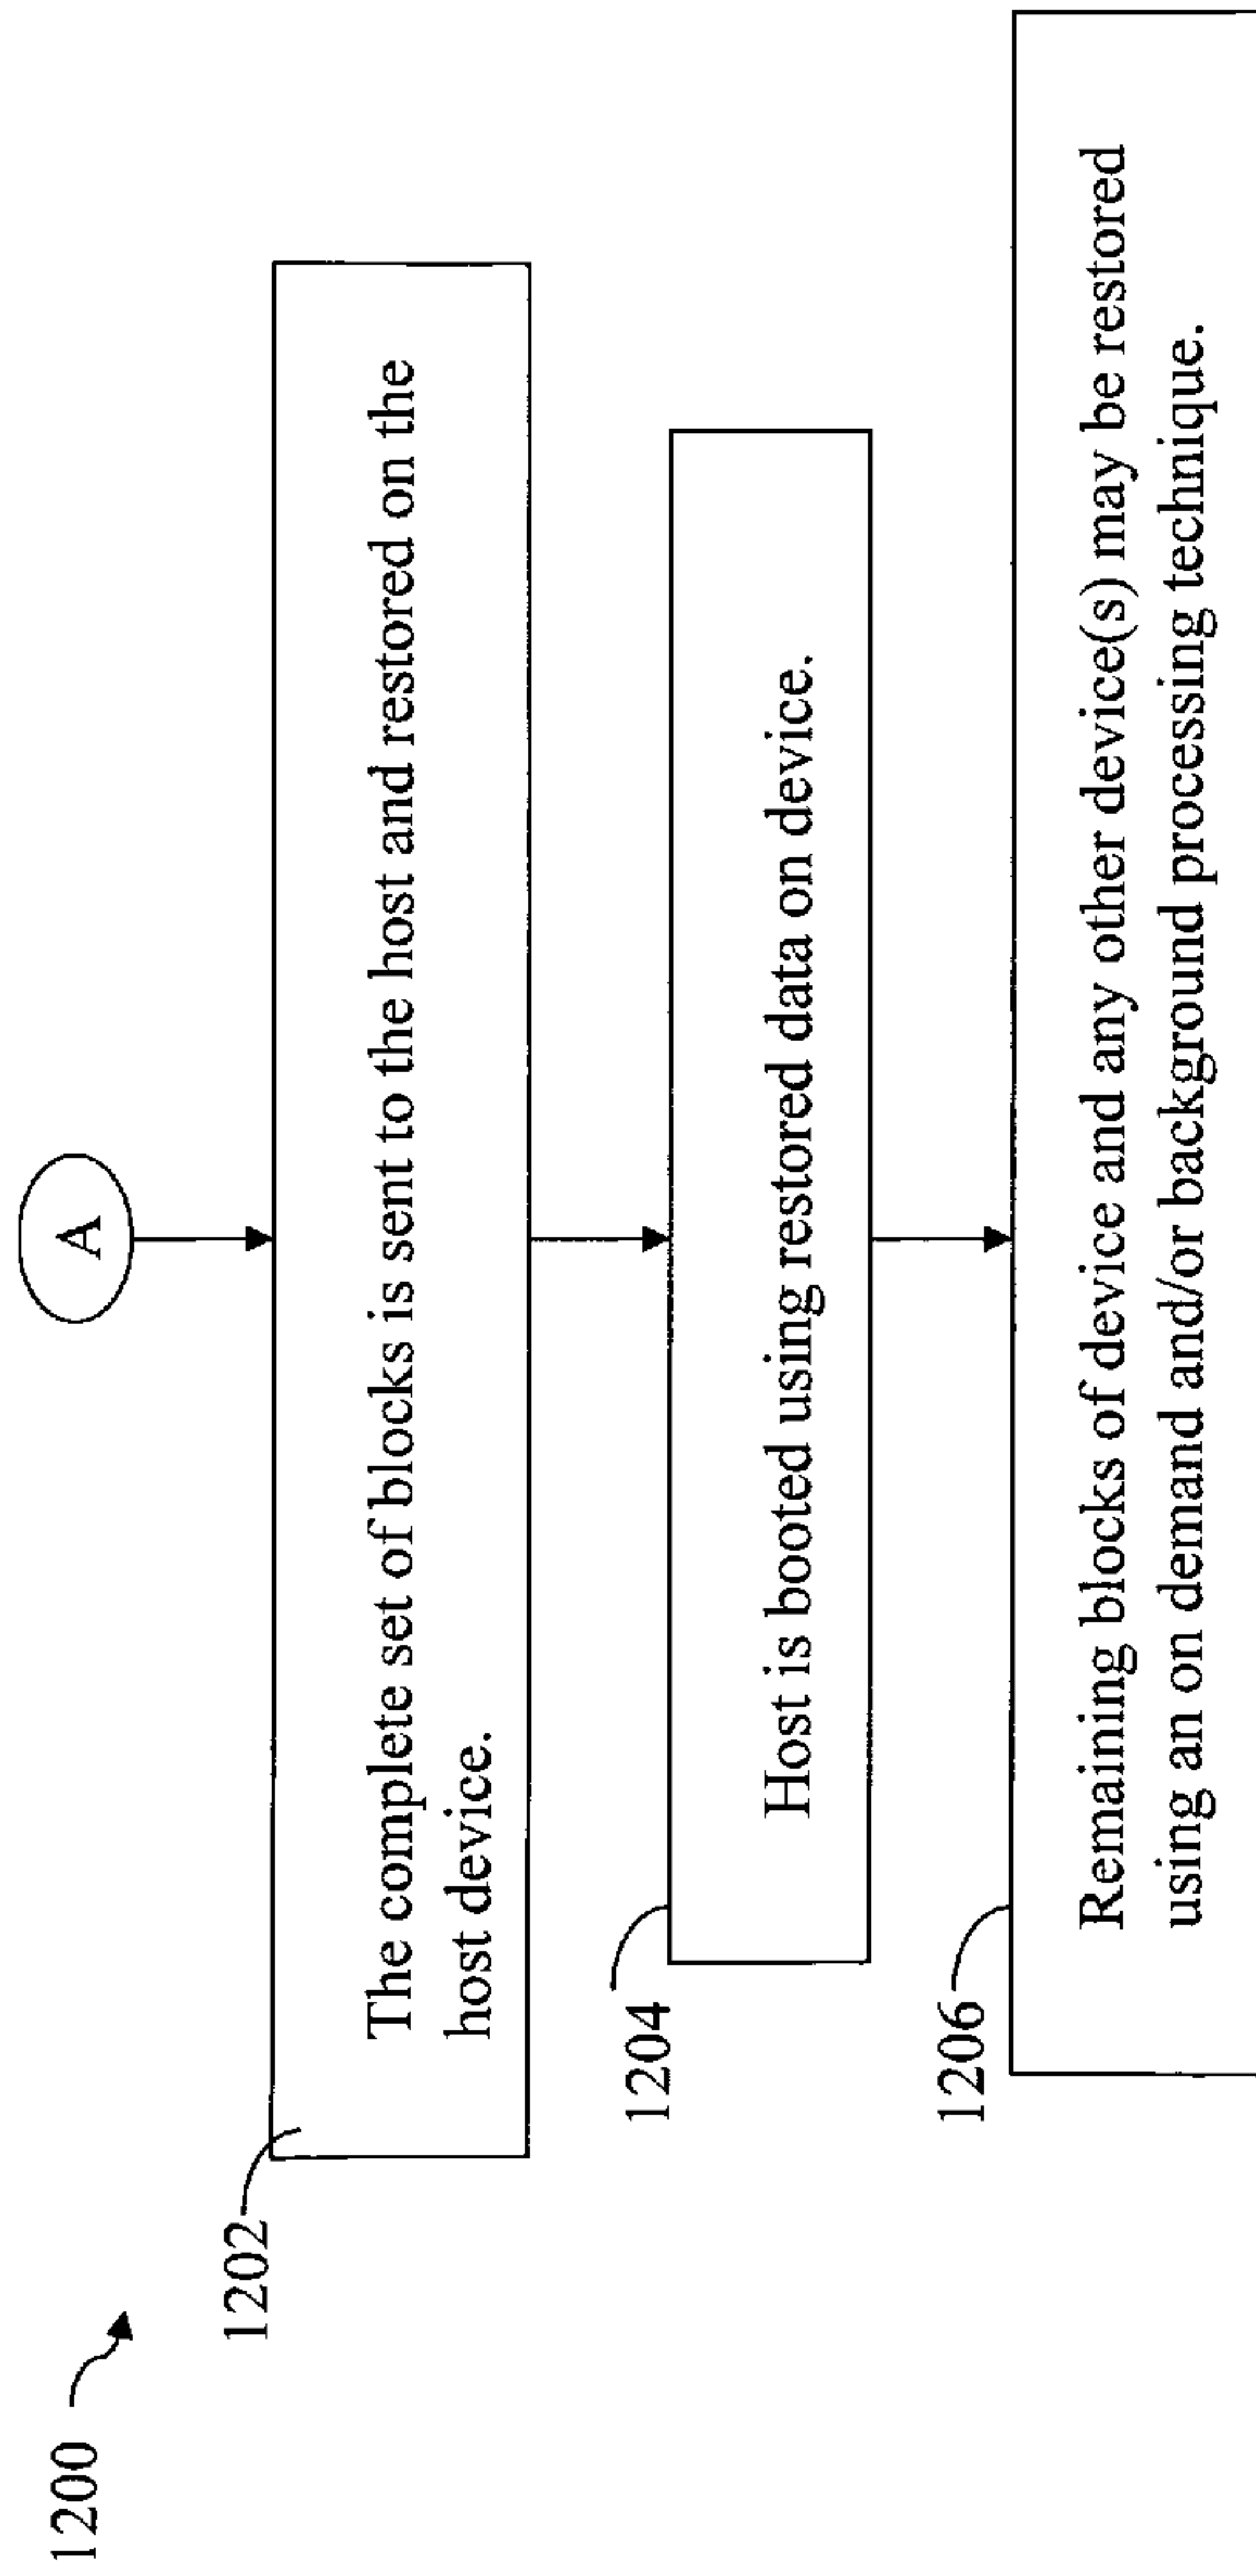 1200
A
1202
The complete set of blocks is sent to the host and restored on the
host device.
1204
Host is booted using restored data on device.
1206
Remaining blocks of device and any other device(s) may be restored
using an on demand and/or background processing technique.